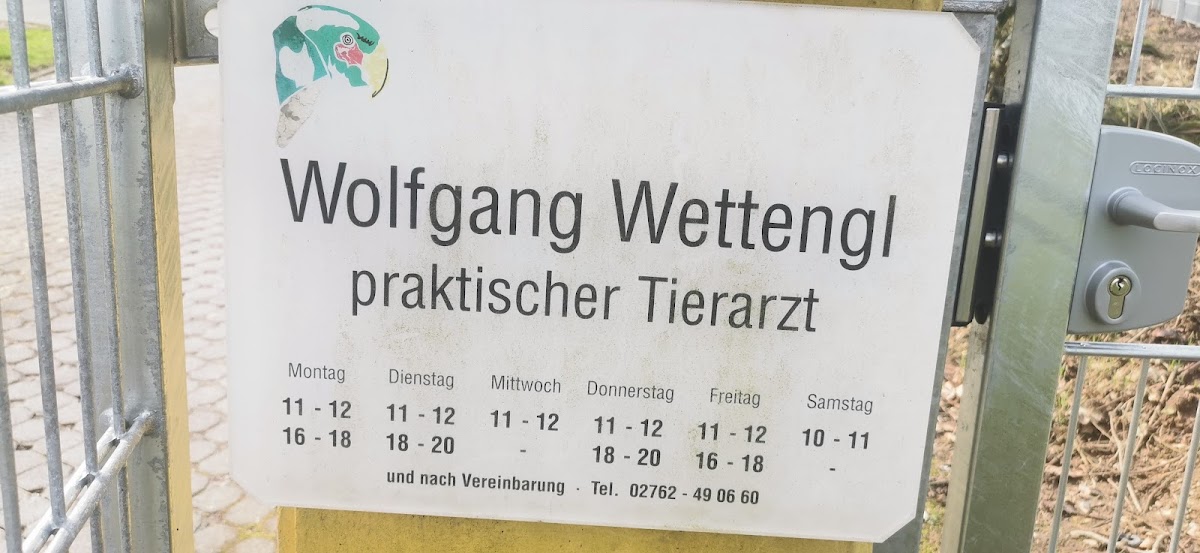 Wolfgang Wettengl
praktischer Tierarzt
Montag Dienstag Mittwoch Donnerstag Freitag Samstag
11 - 12 11 - 12 11 - 12 11 - 12 11 - 12 10 - 11
16 - 18 18 - 20 - 18 - 20 16 - 18 -
und nach Vereinbarung . Tel. 02762 - 49 06 60
LOCINOX